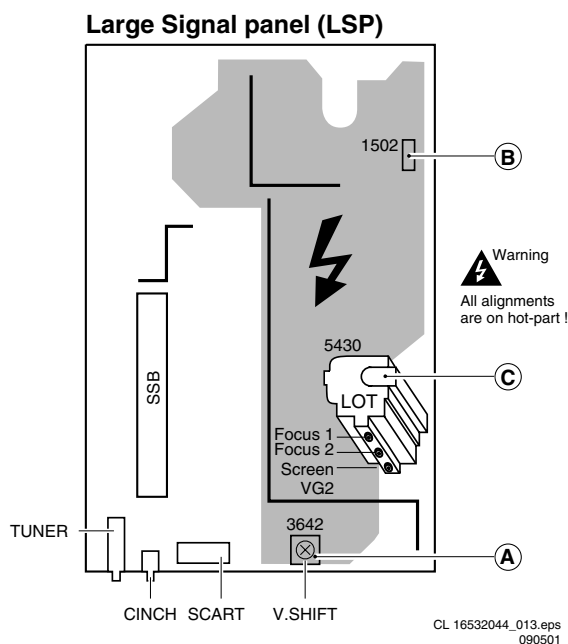 Large Signal panel (LSP)
1502
B
Warning
All alignments
are on hot-part !
5430
C
LOT
SSB
Focus 1
Focus 2
Screen
VG2
3642
TUNER
A
CINCH SCART V.SHIFT
CL 16532044_013.eps
090501